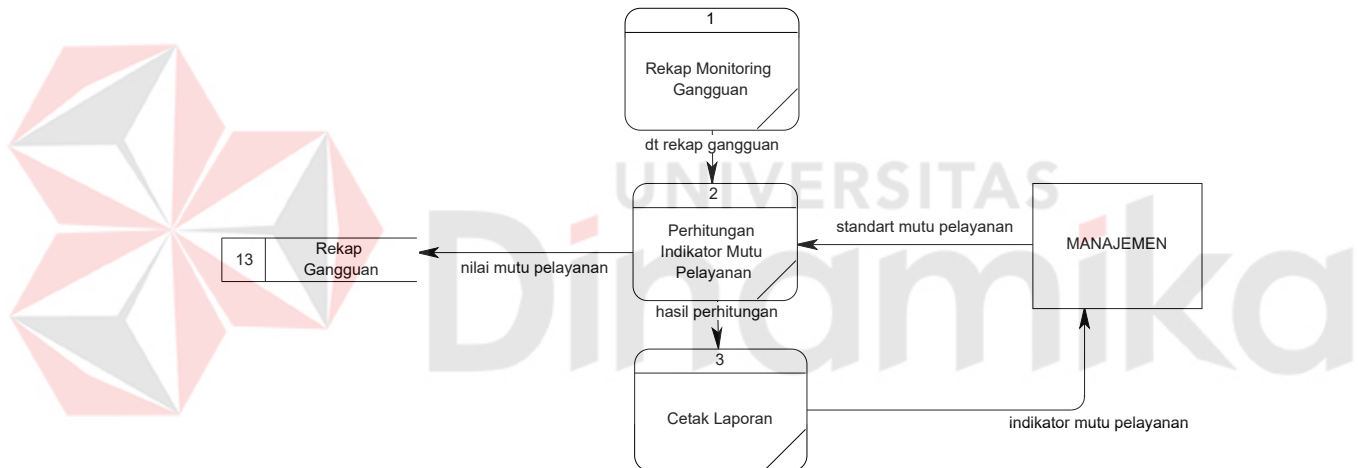 1
Rekap Monitoring
Gangguan
dt rekap gangguan
UNIVERSITAS
Dinamika
2
Perhitungan
Indikator Mutu
Pelayanan
standart mutu pelayanan
MANAJEMEN
13
Rekap
Gangguan
nilai mutu pelayanan
hasil perhitungan
3
Cetak Laporan
indikator mutu pelayanan